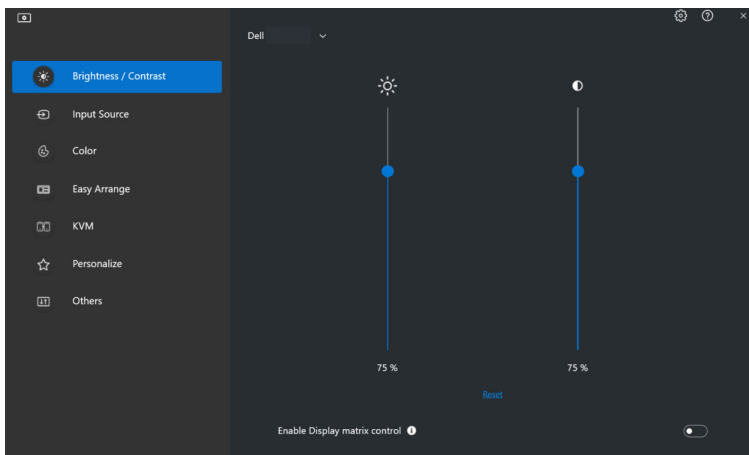 Dell
Brightness / Contrast
Input Source
Color
Easy Arrange
KVM
Personalize
Others
75 %
75 %
Reset
Enable Display matrix control